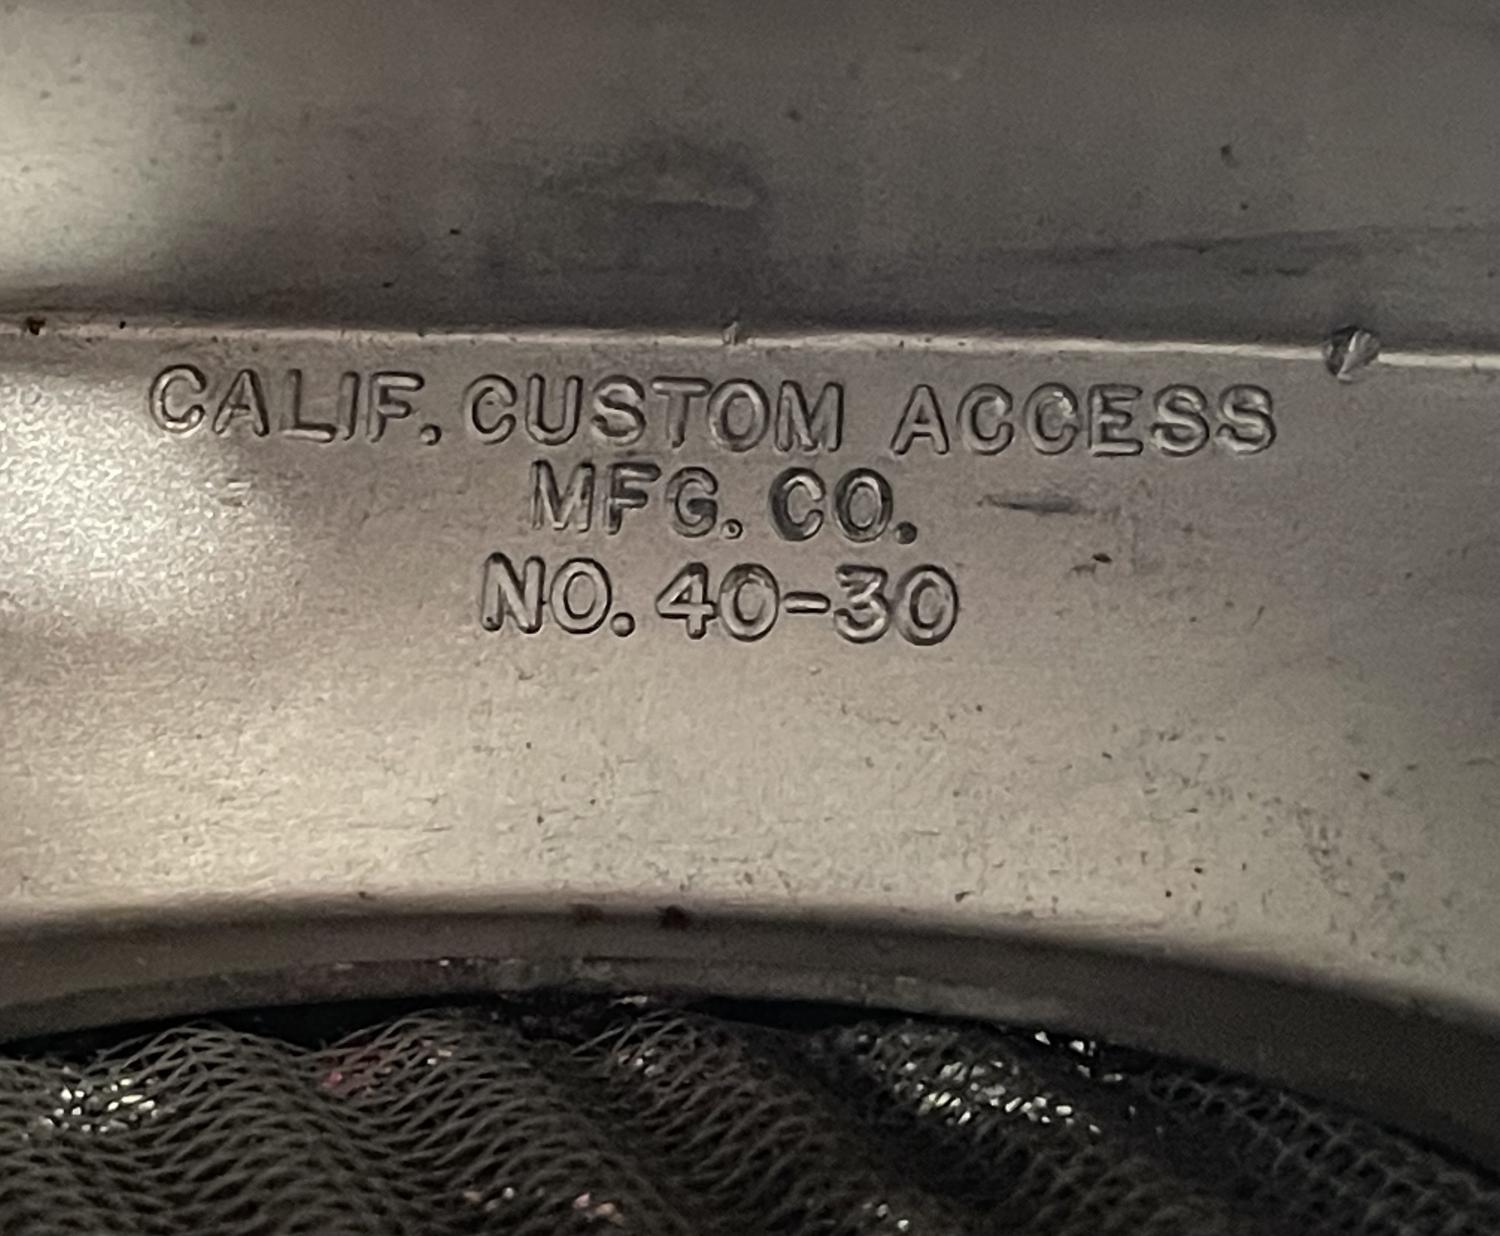 CALIF. CUSTOM ACCESS
MFG. CO.
NO. 40-30